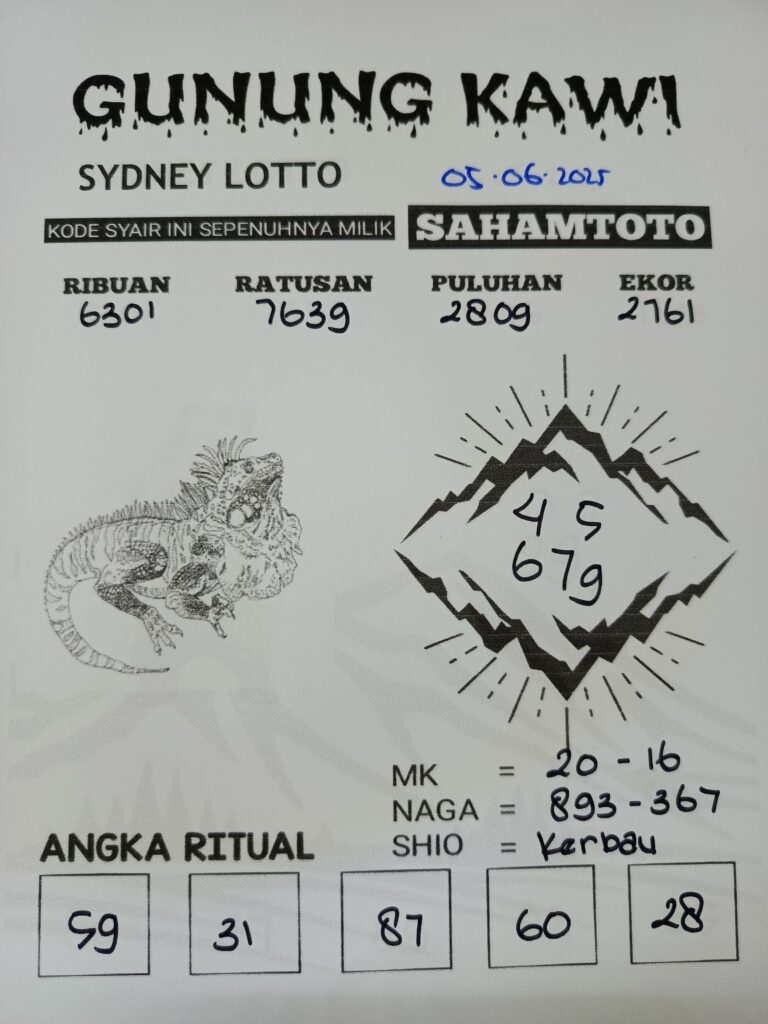 GUNUNG KAWI
SYDNEY LOTTO 05.06.2025
KODE SYAIR INI SEPENUHNYA MILIK SAHAMTOTO
RIBUAN RATUSAN PULUHAN EKOR
6301 7639 2809 2761
4 5
679
MK = 20 - 16
NAGA = 893 - 367
SHIO = Kerbau
ANGKA RITUAL
59 31 87 60 28